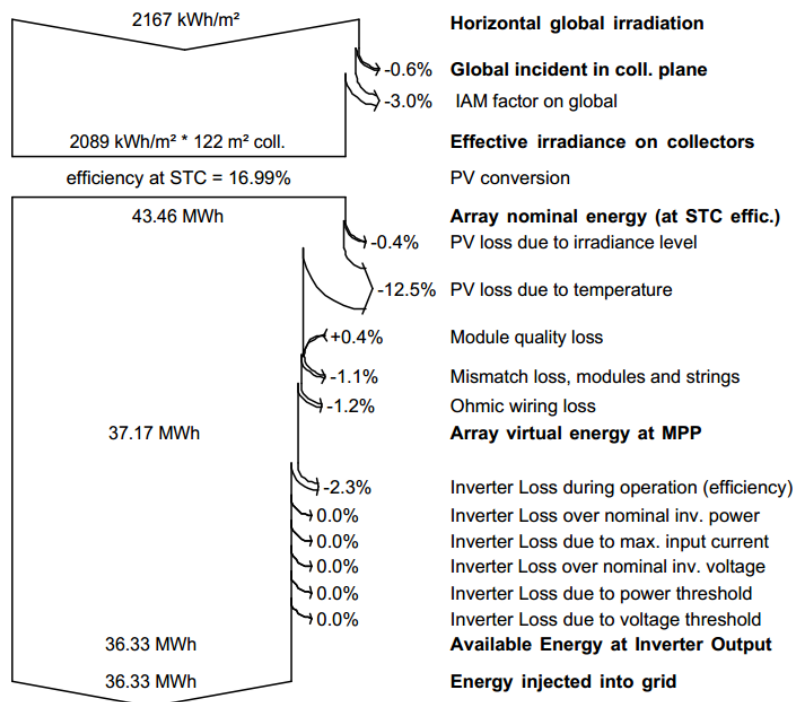 2167 kWh/m² Horizontal global irradiation
-0.6% Global incident in coll. plane
-3.0% IAM factor on global
2089 kWh/m² * 122 m² coll. Effective irradiance on collectors
efficiency at STC = 16.99% PV conversion
43.46 MWh Array nominal energy (at STC effic.)
-0.4% PV loss due to irradiance level
-12.5% PV loss due to temperature
+0.4% Module quality loss
-1.1% Mismatch loss, modules and strings
-1.2% Ohmic wiring loss
37.17 MWh Array virtual energy at MPP
-2.3% Inverter Loss during operation (efficiency)
0.0% Inverter Loss over nominal inv. power
0.0% Inverter Loss due to max. input current
0.0% Inverter Loss over nominal inv. voltage
0.0% Inverter Loss due to power threshold
0.0% Inverter Loss due to voltage threshold
36.33 MWh Available Energy at Inverter Output
36.33 MWh Energy injected into grid